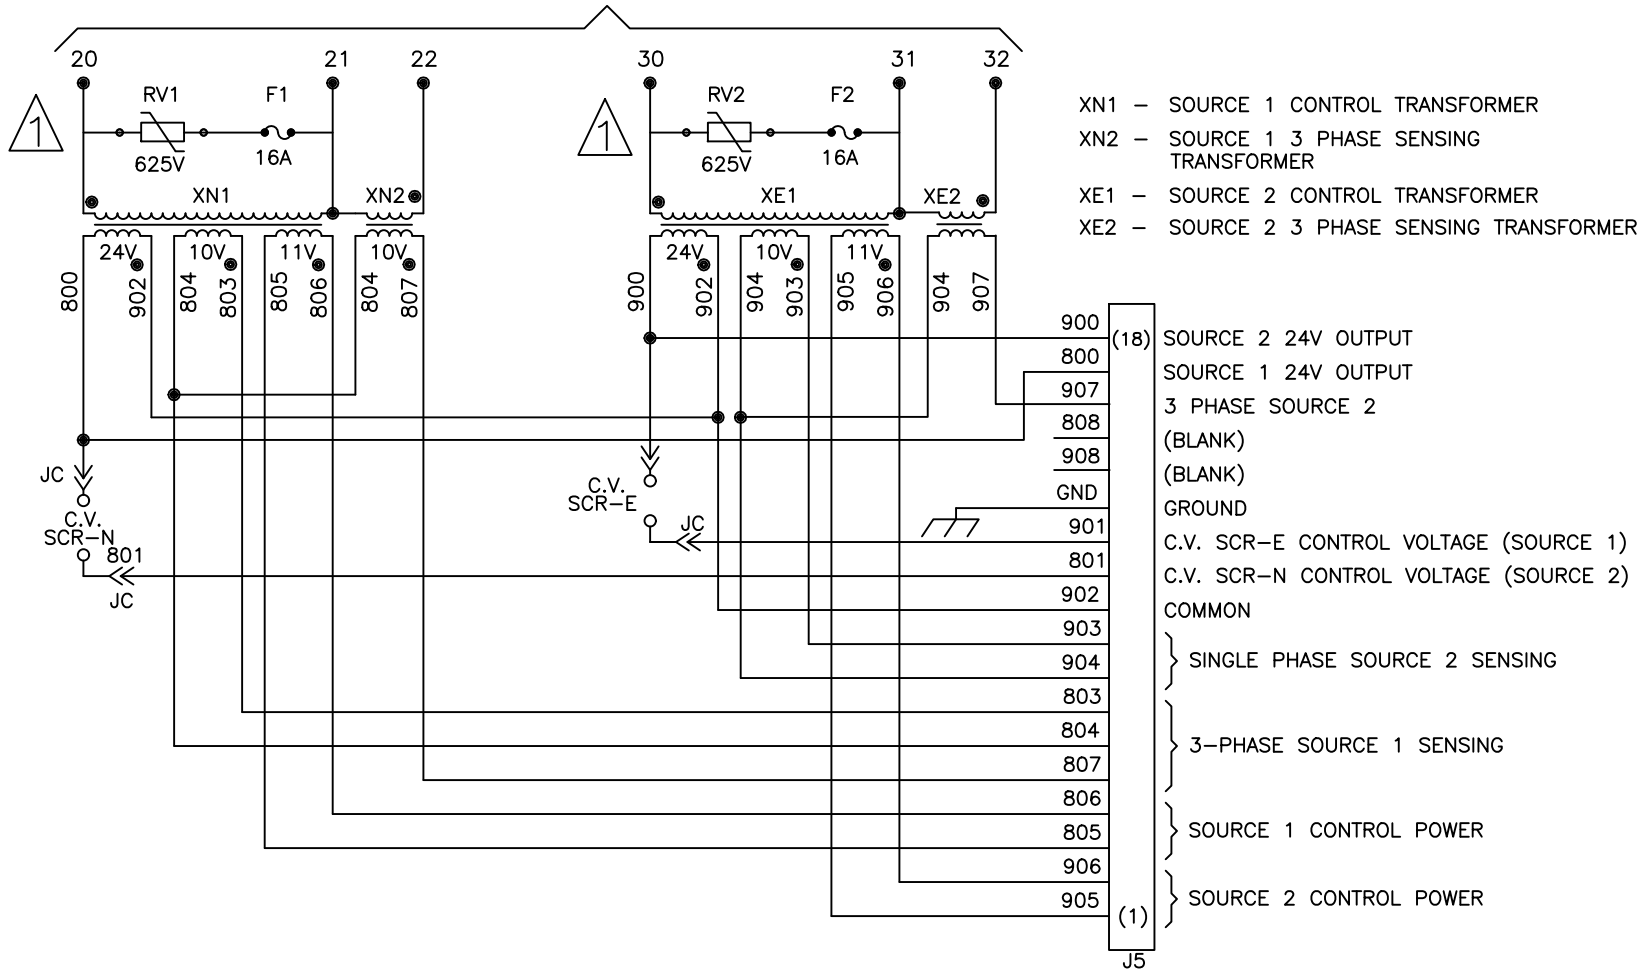 20 21 22 30 31 32
RV1 F1 RV2 F2
1 1
625V 16A 625V 16A
XN1 XN2 XE1 XE2
24V 10V 11V 10V 24V 10V 11V
800 902 804 803 805 806 804 807 900 902 904 903 905 906 904 907
XN1 – SOURCE 1 CONTROL TRANSFORMER
XN2 – SOURCE 1 3 PHASE SENSING
TRANSFORMER
XE1 – SOURCE 2 CONTROL TRANSFORMER
XE2 – SOURCE 2 3 PHASE SENSING TRANSFORMER
900 (18) SOURCE 2 24V OUTPUT
800 SOURCE 1 24V OUTPUT
907 3 PHASE SOURCE 2
808 (BLANK)
908 (BLANK)
GND GROUND
901 C.V. SCR–E CONTROL VOLTAGE (SOURCE 1)
801 C.V. SCR–N CONTROL VOLTAGE (SOURCE 2)
902 COMMON
903
904
SINGLE PHASE SOURCE 2 SENSING
803
804
807
3–PHASE SOURCE 1 SENSING
806
805
SOURCE 1 CONTROL POWER
906
905 (1)
SOURCE 2 CONTROL POWER
J5
JC
C.V.
SCR–N
801
JC
C.V.
SCR–E
JC